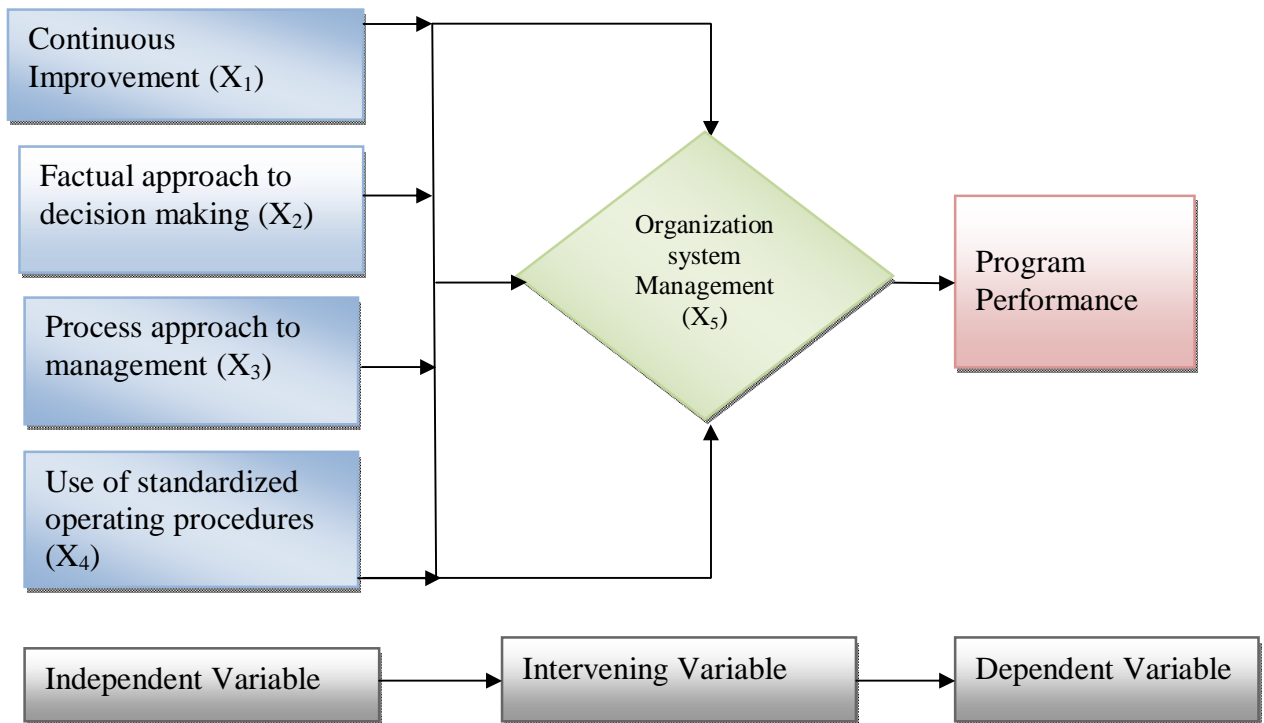 Continuous
Improvement (X₁)
Factual approach to
decision making (X₂)
Process approach to
management (X₃)
Use of standardized
operating procedures
(X₄)
Organization
system
Management
(X₅)
Program
Performance
Independent Variable
Intervening Variable
Dependent Variable